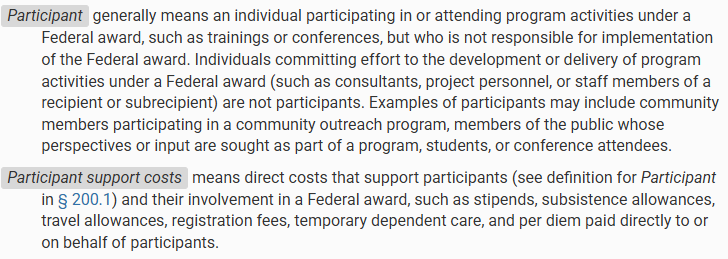 Participant generally means an individual participating in or attending program activities under a
Federal award, such as trainings or conferences, but who is not responsible for implementation
of the Federal award. Individuals committing effort to the development or delivery of program
activities under a Federal award (such as consultants, project personnel, or staff members of a
recipient or subrecipient) are not participants. Examples of participants may include community
members participating in a community outreach program, members of the public whose
perspectives or input are sought as part of a program, students, or conference attendees.
Participant support costs means direct costs that support participants (see definition for Participant
in § 200.1) and their involvement in a Federal award, such as stipends, subsistence allowances,
travel allowances, registration fees, temporary dependent care, and per diem paid directly to or
on behalf of participants.